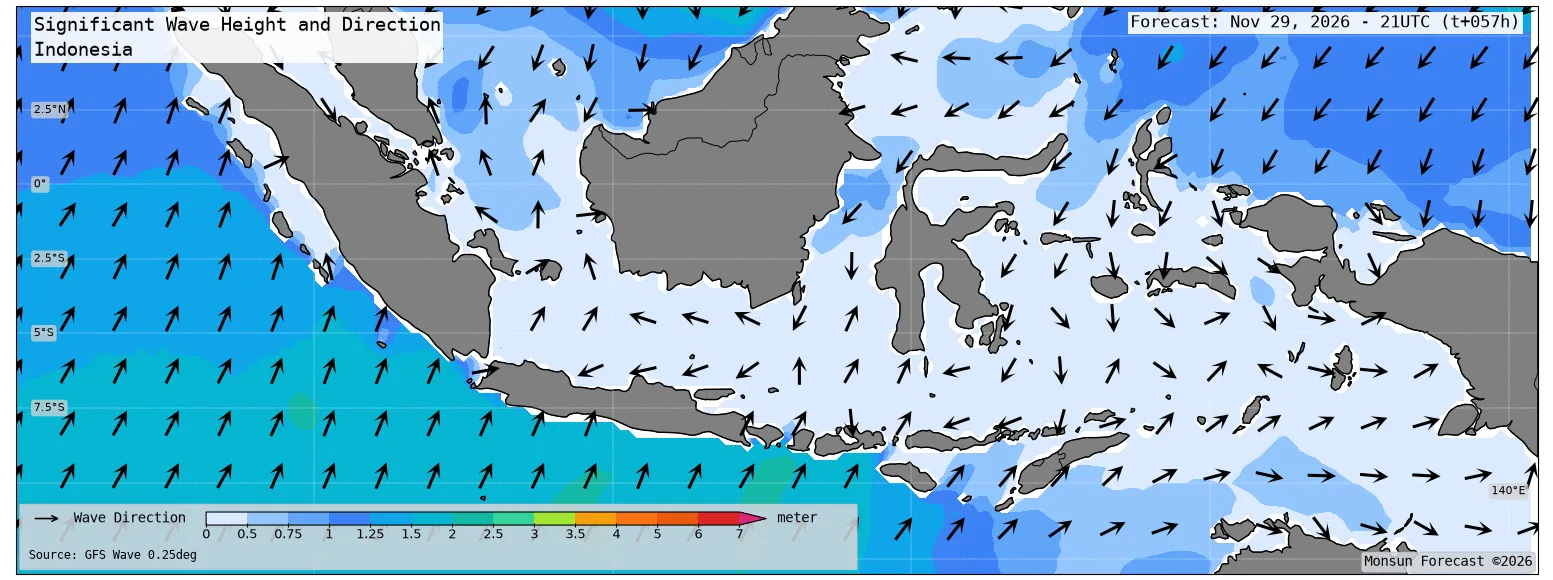 Significant Wave Height and Direction
Indonesia
Forecast: Nov 29, 2026 - 21UTC (t+057h)
2.5°N
0°
2.5°S
5°S
7.5°S
140°E
Wave Direction
meter
0 0.5 0.75 1 1.25 1.5 2 2.5 3 3.5 4 5 6 7
Source: GFS Wave 0.25deg
Monsun Forecast ©2026